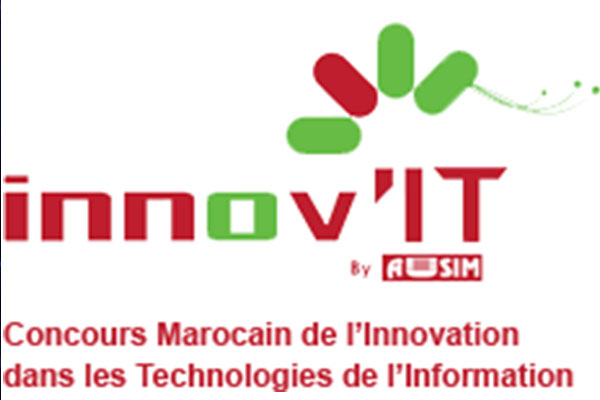 innov'IT
By AUSIM
Concours Marocain de l'Innovation
dans les Technologies de l'Information